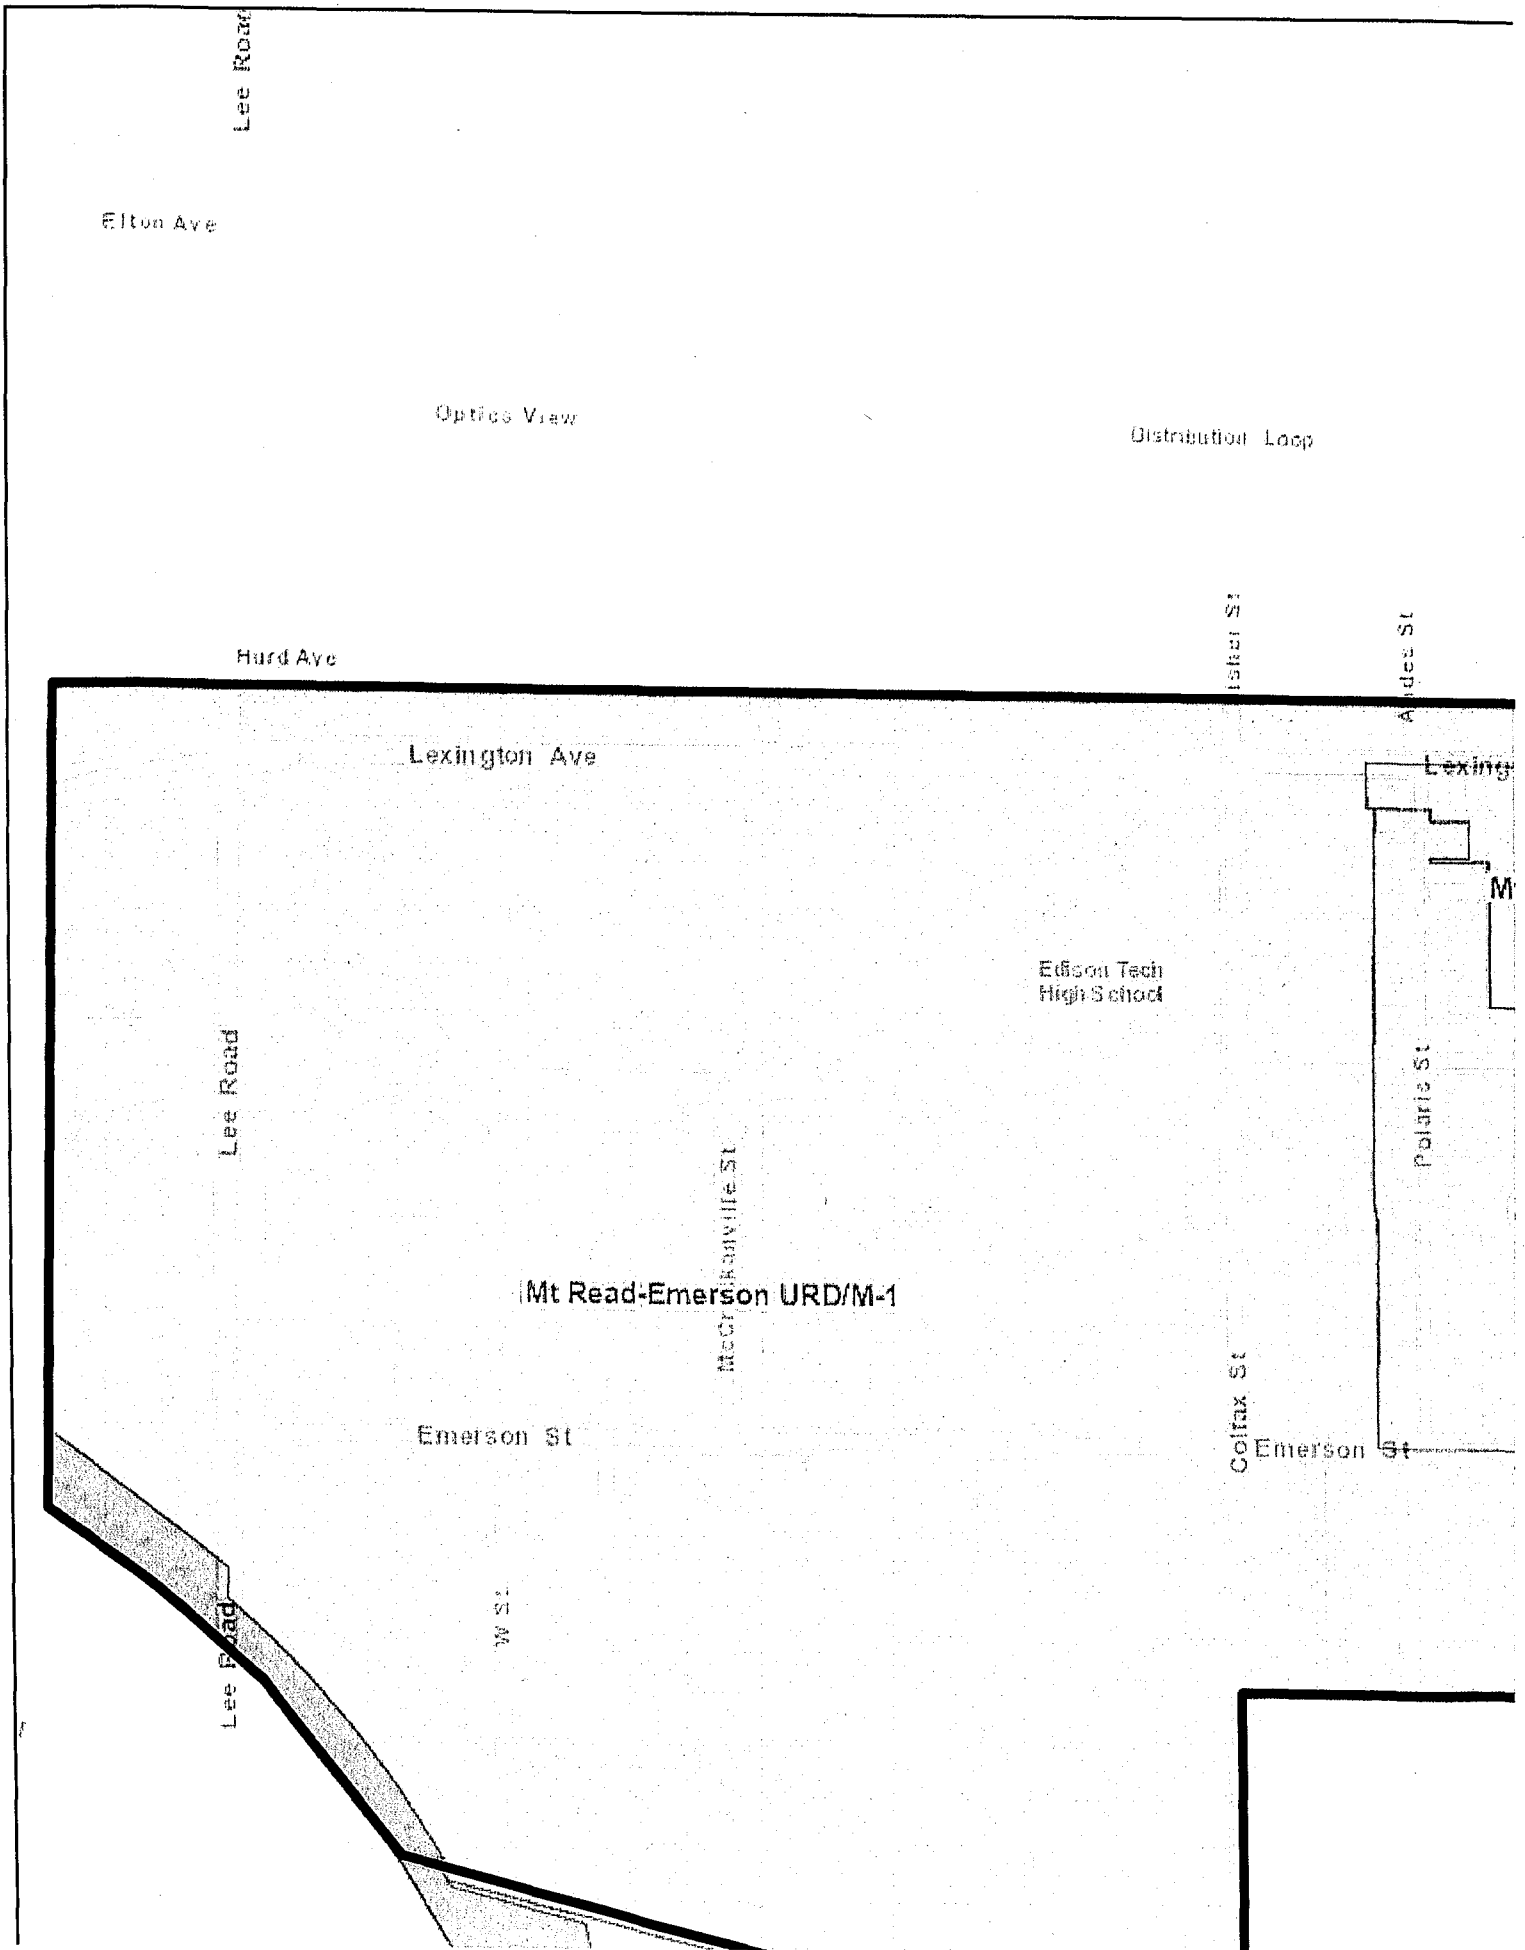 Lee Road
Elton Ave
Optics View
Distribution Loop
Hurd Ave
Lexington Ave
Edison Tech
High School
Lee Road
Polaris St
Mt Read-Emerson URD/M-1
Emerson St
Colfax St
Emerson St
W St
Lee Road